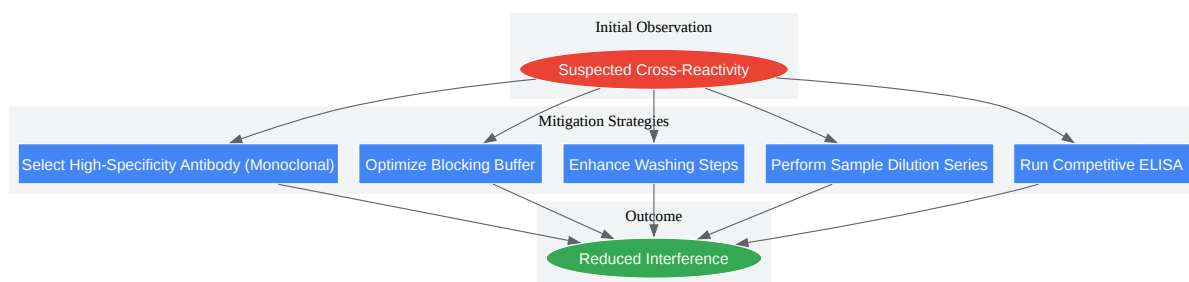 Initial Observation
Suspected Cross-Reactivity
Mitigation Strategies
Select High-Specificity Antibody (Monoclonal)
Optimize Blocking Buffer
Enhance Washing Steps
Perform Sample Dilution Series
Run Competitive ELISA
Outcome
Reduced Interference